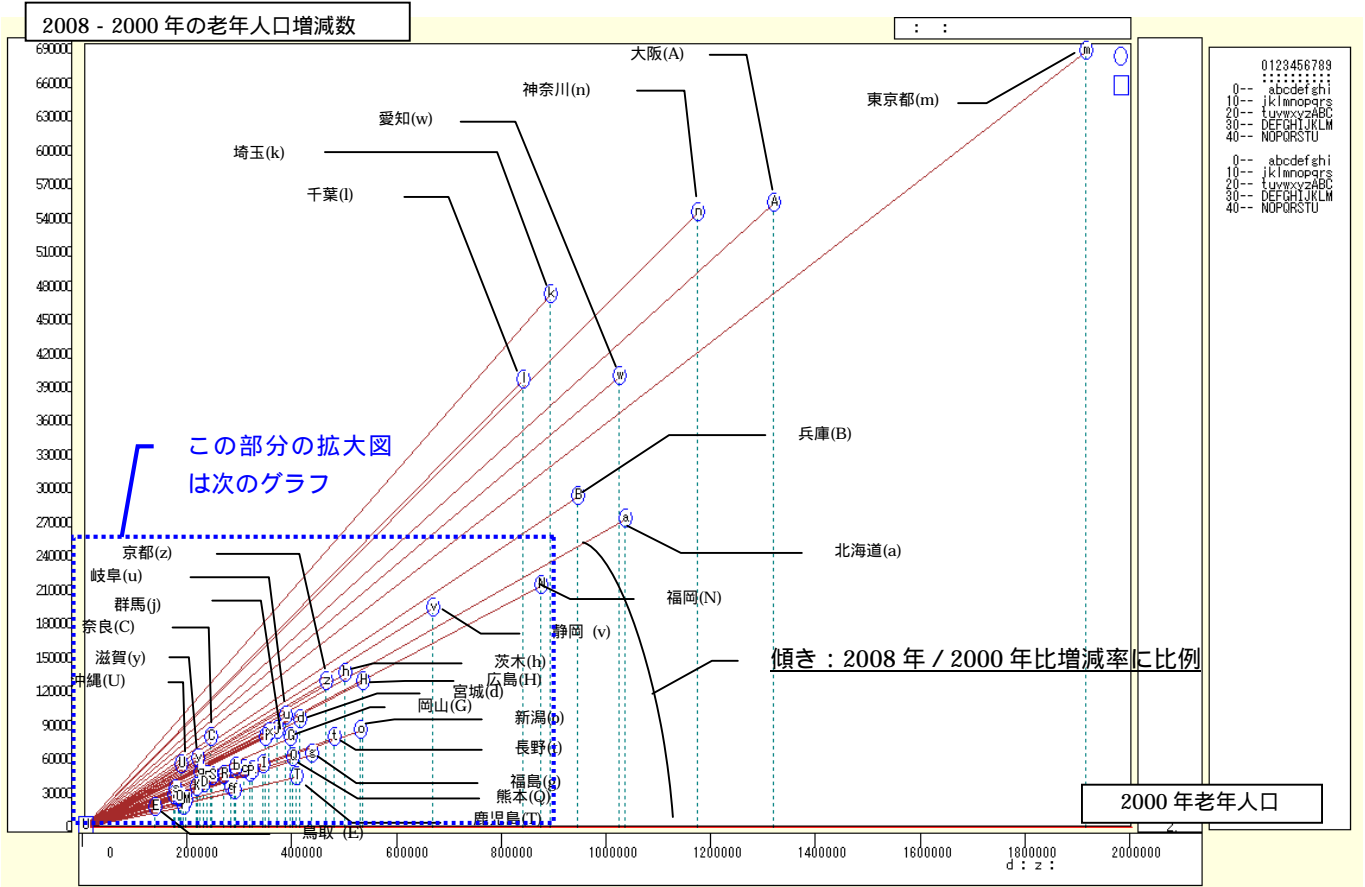 2008 - 2000 年の老年人口増減数
: :
大阪(A)
神奈川(n)
東京都(m)
愛知(w)
埼玉(k)
千葉(l)
兵庫(B)
北海道(a)
福岡(N)
静岡 (v)
この部分の拡大図
は次のグラフ
京都(z)
岐阜(u)
群馬(j)
奈良(C)
滋賀(y)
沖縄(U)
茨木(h)
広島(H)
宮城(d)
岡山(G)
新潟(o)
長野(t)
福島(g)
熊本(Q)
鹿児島(T)
鳥取 (E)
傾き : 2008 年 / 2000 年比増減率に比例
2000 年老年人口
690000
660000
630000
600000
570000
540000
510000
480000
450000
420000
390000
360000
330000
300000
270000
240000
210000
180000
150000
120000
90000
60000
30000
0
0 200000 400000 600000 800000 1000000 1200000 1400000 1600000 1800000 2000000
d : z :
0123456789
0-- abcdefghi
10-- jklmnopqrs
20-- tuvwxyzABC
30-- DEFGHIJKLM
40-- NOPQRSTU
0-- abcdefghi
10-- jklmnopqrs
20-- tuvwxyzABC
30-- DEFGHIJKLM
40-- NOPQRSTU
m
A
n
k
l
w
B
a
N
v
z
h
H
u
d
G
t
o
C
U
E
T